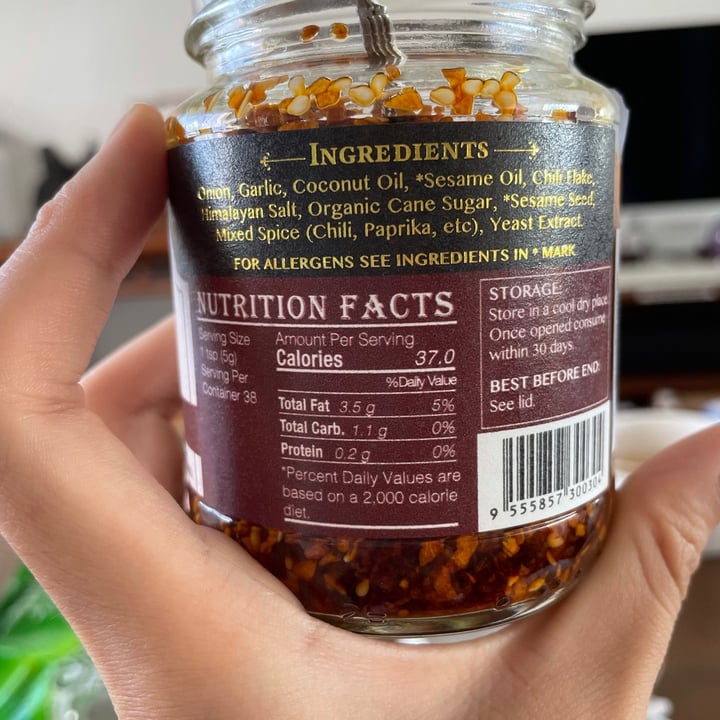 INGREDIENTS
Onion, Garlic, Coconut Oil, *Sesame Oil, Chili Flake,
Himalayan Salt, Organic Cane Sugar, *Sesame Seed,
Mixed Spice (Chili, Paprika, etc), Yeast Extract.
FOR ALLERGENS SEE INGREDIENTS IN * MARK
NUTRITION FACTS
Serving Size
1 tsp (5g)
Serving Per
Container 38
Amount Per Serving
Calories 37.0
%Daily Value
Total Fat 3.5 g 5%
Total Carb. 1.1 g 0%
Protein 0.2 g 0%
*Percent Daily Values are
based on a 2,000 calorie
diet.
STORAGE:
Store in a cool dry place.
Once opened consume
within 30 days.
BEST BEFORE END:
See lid.
9 555857 300304